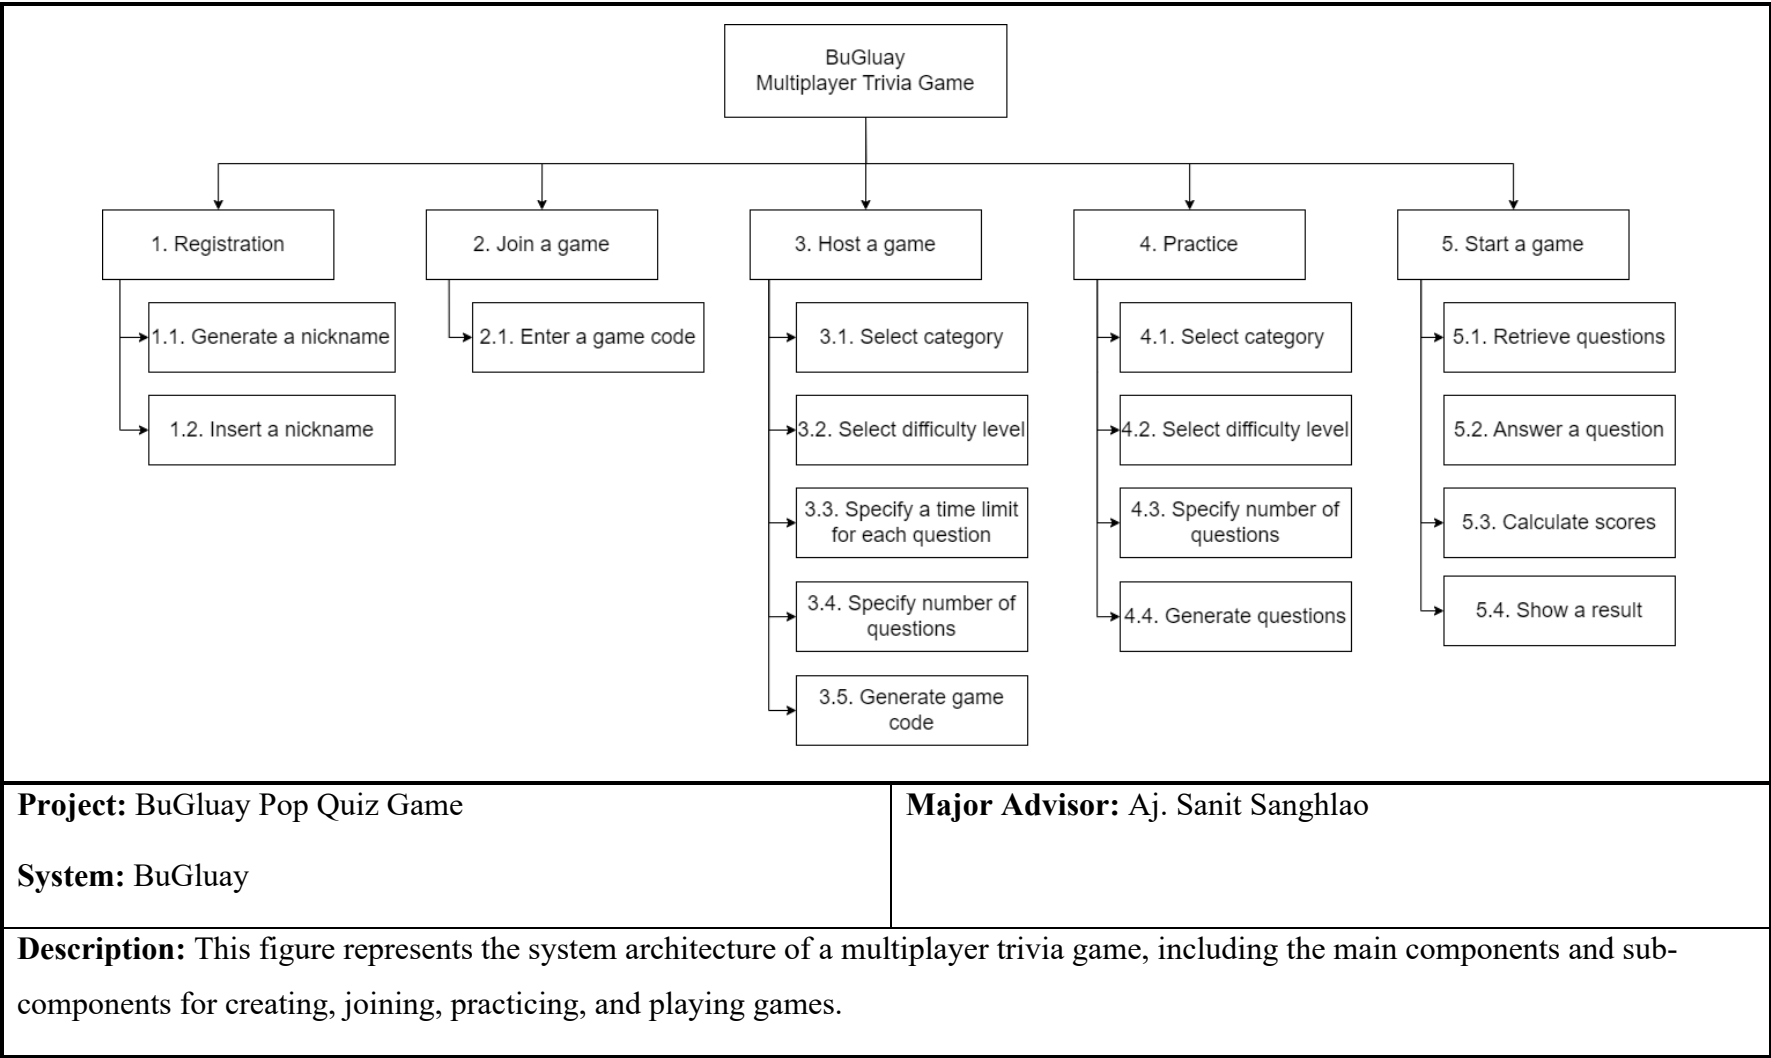 BuGluay
Multiplayer Trivia Game
1. Registration
1.1. Generate a nickname
1.2. Insert a nickname
2. Join a game
2.1. Enter a game code
3. Host a game
3.1. Select category
3.2. Select difficulty level
3.3. Specify a time limit
for each question
3.4. Specify number of
questions
3.5. Generate game
code
4. Practice
4.1. Select category
4.2. Select difficulty level
4.3. Specify number of
questions
4.4. Generate questions
5. Start a game
5.1. Retrieve questions
5.2. Answer a question
5.3. Calculate scores
5.4. Show a result
Project: BuGluay Pop Quiz Game
System: BuGluay
Major Advisor: Aj. Sanit Sanghlao
Description: This figure represents the system architecture of a multiplayer trivia game, including the main components and sub-
components for creating, joining, practicing, and playing games.